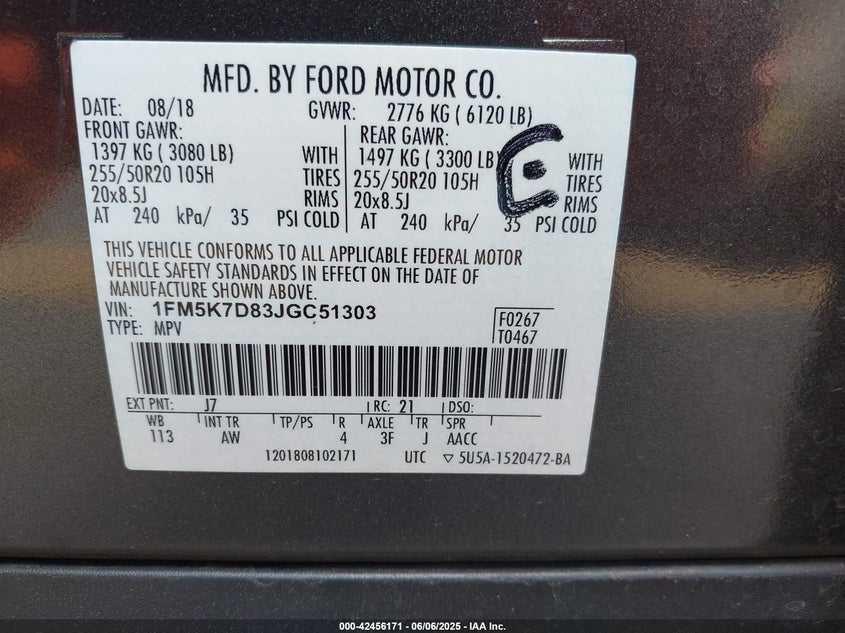 MFD. BY FORD MOTOR CO.
DATE: 08/18 GVWR: 2776 KG ( 6120 LB)
FRONT GAWR: REAR GAWR:
1397 KG ( 3080 LB) WITH 1497 KG ( 3300 LB) WITH
255/50R20 105H TIRES 255/50R20 105H TIRES
20x8.5J RIMS 20x8.5J RIMS
AT 240 kPa/ 35 PSI COLD AT 240 kPa/ 35 PSI COLD
THIS VEHICLE CONFORMS TO ALL APPLICABLE FEDERAL MOTOR
VEHICLE SAFETY STANDARDS IN EFFECT ON THE DATE OF
MANUFACTURE SHOWN ABOVE.
VIN: 1FM5K7D83JGC51303
TYPE: MPV
F0267
T0467
EXT PNT: J7 RC: 21 DSO:
WB INT TR TP/PS R AXLE TR SPR
113 AW 4 3F J AACC
1201808102171 UTC ▽ 5U5A-1520472-BA
000-42456171 - 06/06/2025 - IAA Inc.